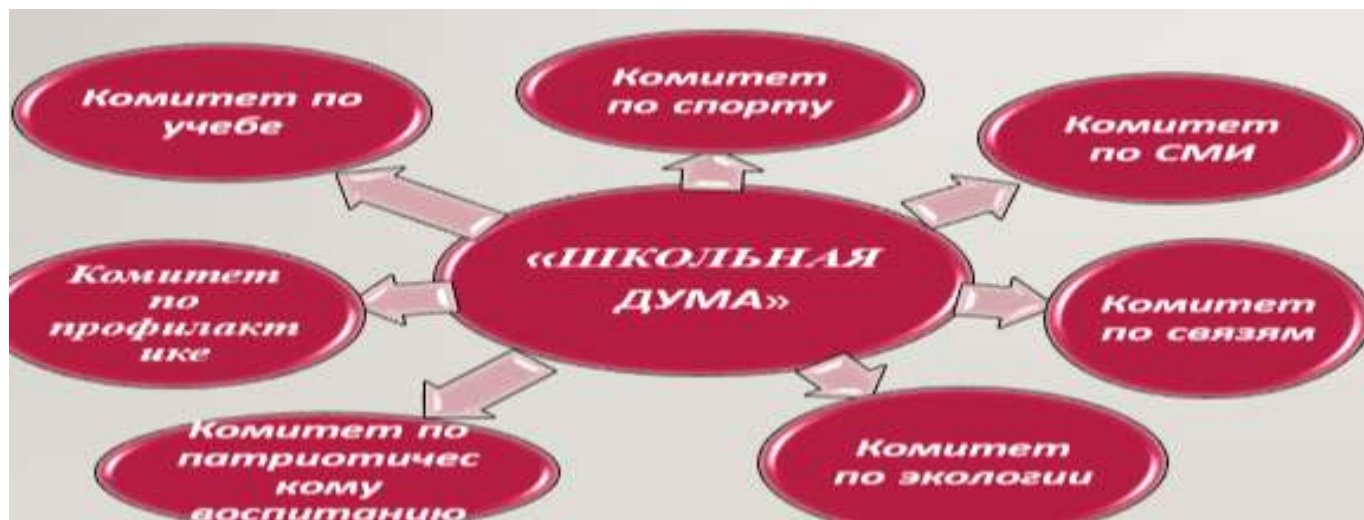 Комитет по
учебе
Комитет
по спорту
Комитет
по СМИ
«ШКОЛЬНАЯ
ДУМА»
Комитет
по
профилакт
ике
Комитет
по связям
Комитет по
патриотичес
кому
воспитанию
Комитет
по экологии